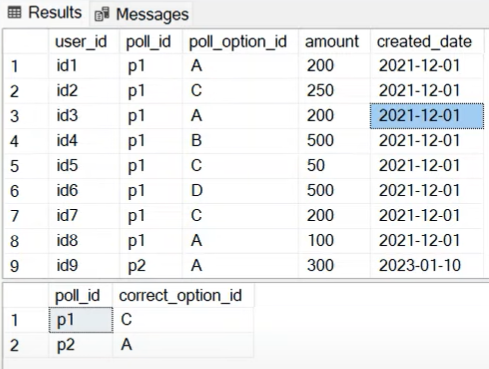 Results Messages
user_id poll_id poll_option_id amount created_date
1 id1 p1 A 200 2021-12-01
2 id2 p1 C 250 2021-12-01
3 id3 p1 A 200 2021-12-01
4 id4 p1 B 500 2021-12-01
5 id5 p1 C 50 2021-12-01
6 id6 p1 D 500 2021-12-01
7 id7 p1 C 200 2021-12-01
8 id8 p1 A 100 2021-12-01
9 id9 p2 A 300 2023-01-10
poll_id correct_option_id
1 p1 C
2 p2 A